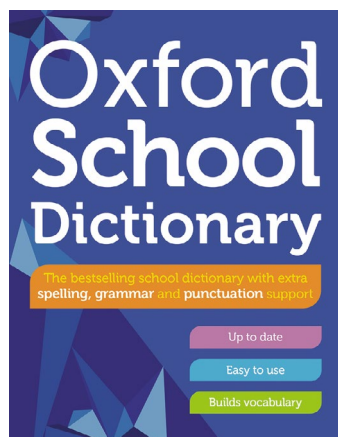 Oxford
School
Dictionary
The bestselling school dictionary with extra
spelling, grammar and punctuation support
Up to date
Easy to use
Builds vocabulary